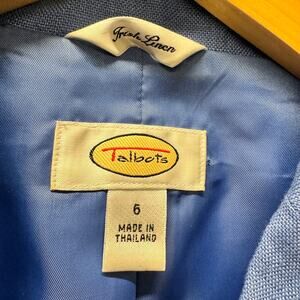 Irish Linen
Talbots
6
MADE IN
THAILAND